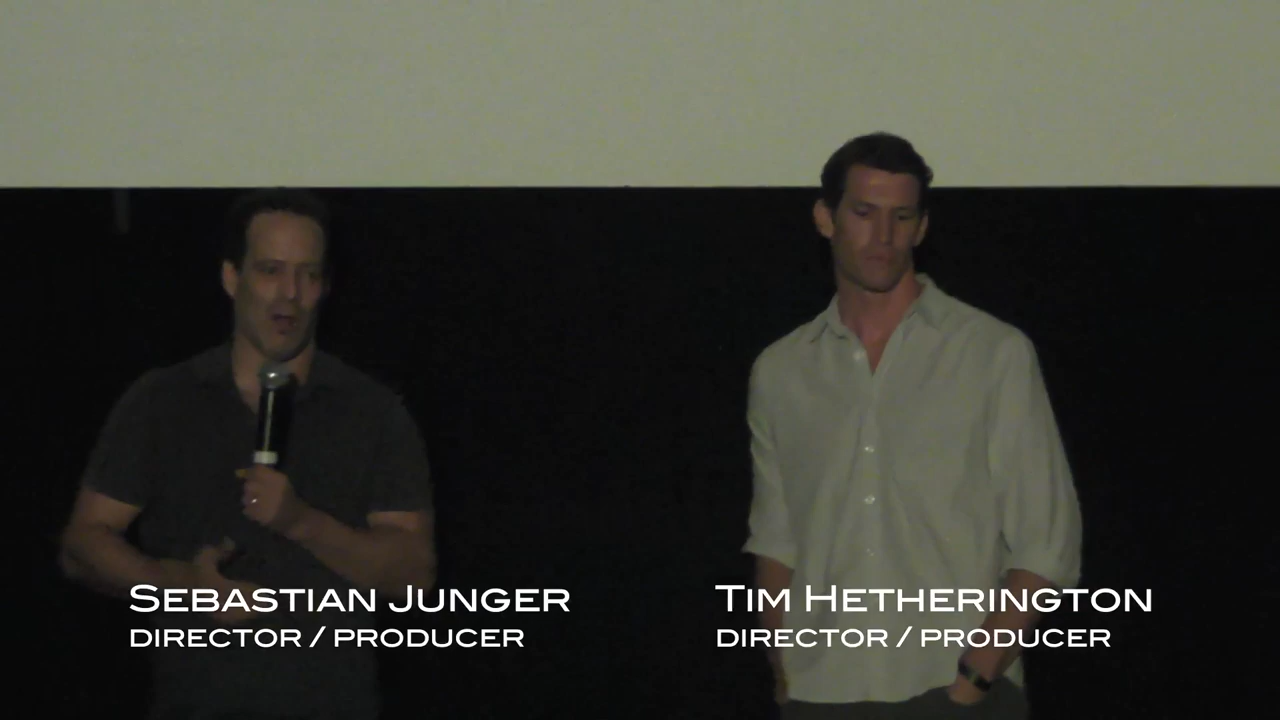 Sebastian Junger
director / producer
Tim Hetherington
director / producer